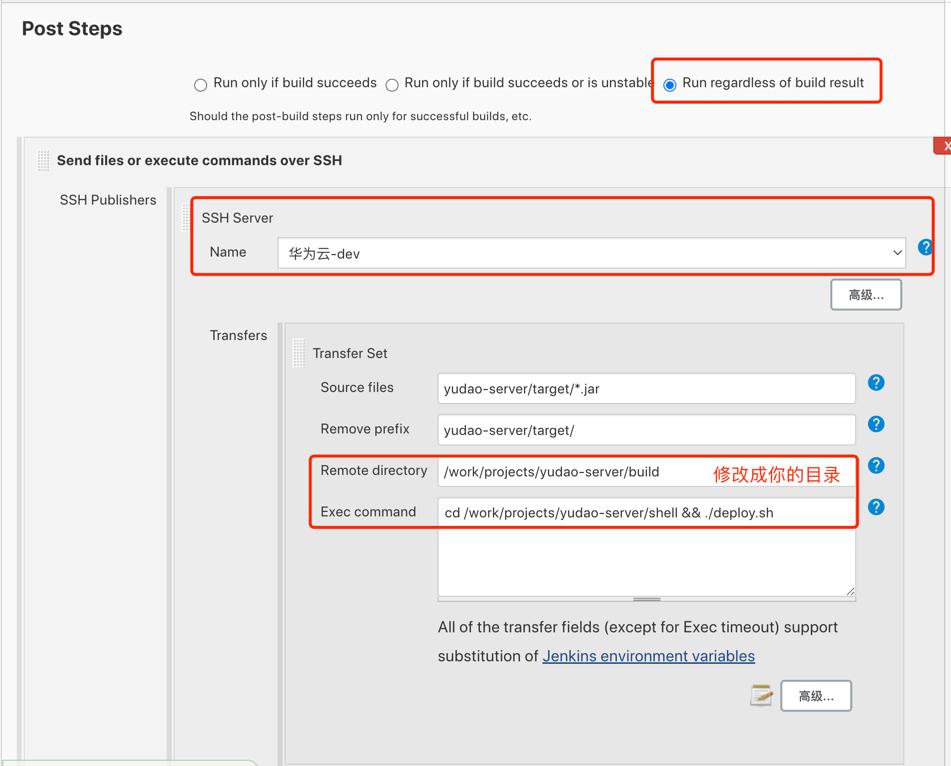 Post Steps
Run only if build succeeds Run only if build succeeds or is unstable Run regardless of build result
Should the post-build steps run only for successful builds, etc.
X
Send files or execute commands over SSH
SSH Publishers
SSH Server
Name 华为云-dev ?
高级...
Transfers
Transfer Set
Source files yudao-server/target/*.jar ?
Remove prefix yudao-server/target/ ?
Remote directory /work/projects/yudao-server/build 修改成你的目录 ?
Exec command cd /work/projects/yudao-server/shell && ./deploy.sh ?
All of the transfer fields (except for Exec timeout) support
substitution of Jenkins environment variables
高级...